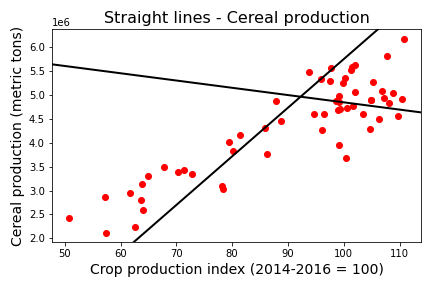 Straight lines - Cereal production
1e6
6.0
5.5
5.0
4.5
4.0
3.5
3.0
2.5
2.0
Cereal production (metric tons)
50 60 70 80 90 100 110
Crop production index (2014-2016 = 100)